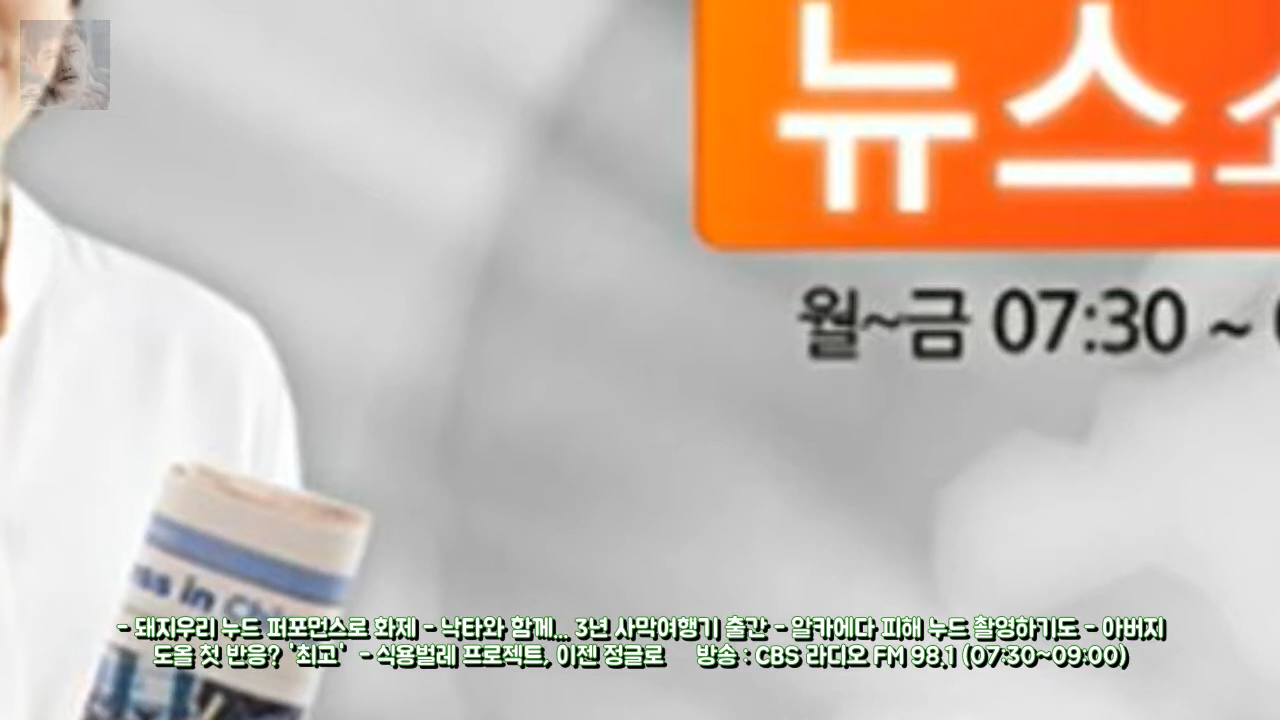 뉴스
월~금 07:30 ~
ss in Chi
- 돼지우리 누드 퍼포먼스로 화제 - 낙타와 함께... 3년 사막여행기 출간 - 알카에다 피해 누드 촬영하기도 - 아버지
도올 첫 반응? '최고' - 식용벌레 프로젝트, 이젠 정글로 방송 : CBS 라디오 FM 98.1 (07:30~09:00)